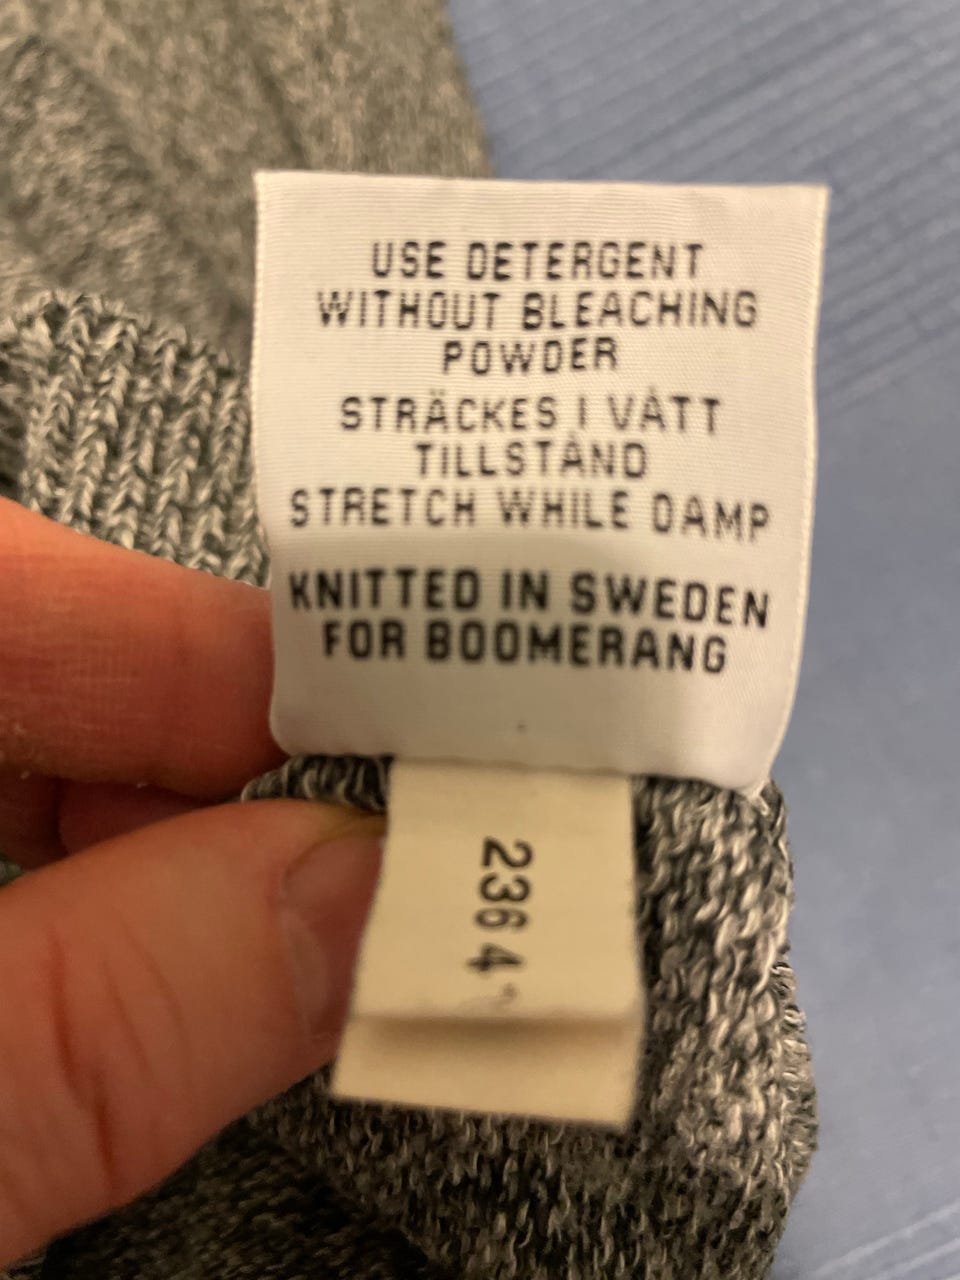 USE DETERGENT
WITHOUT BLEACHING
POWDER
STRÄCKES I VÅTT
TILLSTÅND
STRETCH WHILE DAMP
KNITTED IN SWEDEN
FOR BOOMERANG
2364